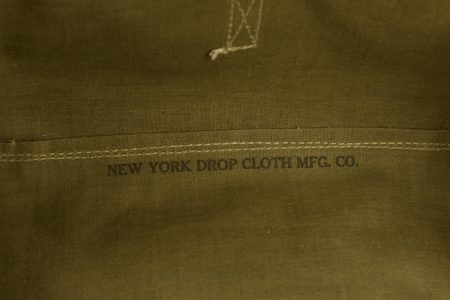 NEW YORK DROP CLOTH MFG. CO.